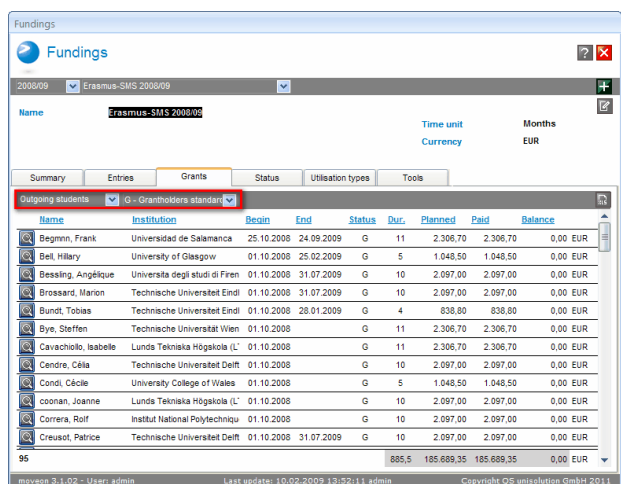 Fundings
Fundings
2008/09 Erasmus-SMS 2008/09
Name Erasmus-SMS 2008/09
Time unit Months
Currency EUR
Summary Entries Grants Status Utilisation types Tools
Outgoing students G - Grantholders standard
Name Institution Begin End Status Dur. Planned Paid Balance
Begmnn, Frank Universidad de Salamanca 25.10.2008 24.09.2009 G 11 2.306,70 2.306,70 0,00 EUR
Bell, Hillary University of Glasgow 01.10.2008 25.02.2009 G 5 1.048,50 1.048,50 0,00 EUR
Bessling, Angélique Universita degli studi di Firen 01.10.2008 31.07.2009 G 10 2.097,00 2.097,00 0,00 EUR
Brossard, Marion Technische Universiteit Eindl 01.10.2008 31.07.2009 G 10 2.097,00 2.097,00 0,00 EUR
Bundt, Tobias Technische Universiteit Eindl 01.10.2008 28.01.2009 G 4 838,80 838,80 0,00 EUR
Bye, Steffen Technische Universität Wien 01.10.2008 G 11 2.306,70 2.306,70 0,00 EUR
Cavachiollo, Isabelle Lunds Tekniska Högskola (L' 01.10.2008 G 11 2.306,70 2.306,70 0,00 EUR
Cendre, Célia Technische Universiteit Delft 01.10.2008 G 10 2.097,00 2.097,00 0,00 EUR
Condi, Cécile University College of Wales 01.10.2008 G 5 1.048,50 1.048,50 0,00 EUR
coonan, Joanne Lunds Tekniska Högskola (L' 01.10.2008 G 10 2.097,00 2.097,00 0,00 EUR
Correra, Rolf Institut National Polytechniqu 01.10.2008 G 10 2.097,00 2.097,00 0,00 EUR
Creusot, Patrice Technische Universiteit Delft 01.10.2008 31.07.2009 G 10 2.097,00 2.097,00 0,00 EUR
95 885,5 185.689,35 185.689,35 0,00 EUR
moveon 3.1.02 - User: admin Last update: 10.02.2009 13:52:11 admin Copyright QS unisolution GmbH 2011